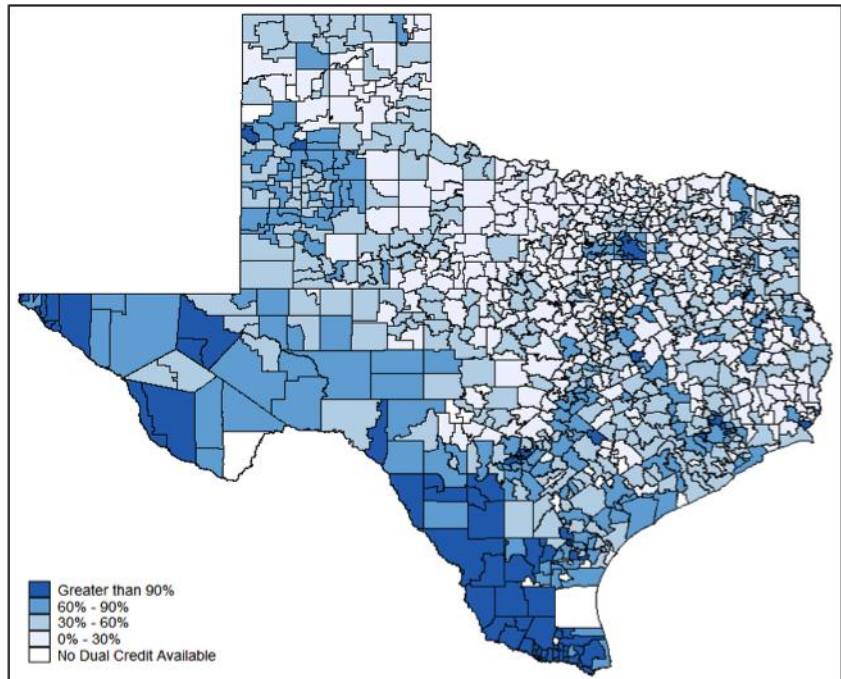 Greater than 90%
60% - 90%
30% - 60%
0% - 30%
No Dual Credit Available